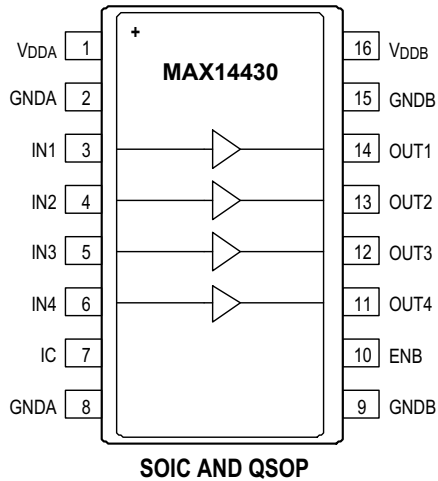 +
MAX14430
VDDA 1
16 VDDB
GNDA 2
15 GNDB
IN1 3
14 OUT1
IN2 4
13 OUT2
IN3 5
12 OUT3
IN4 6
11 OUT4
IC 7
10 ENB
GNDA 8
9 GNDB
SOIC AND QSOP